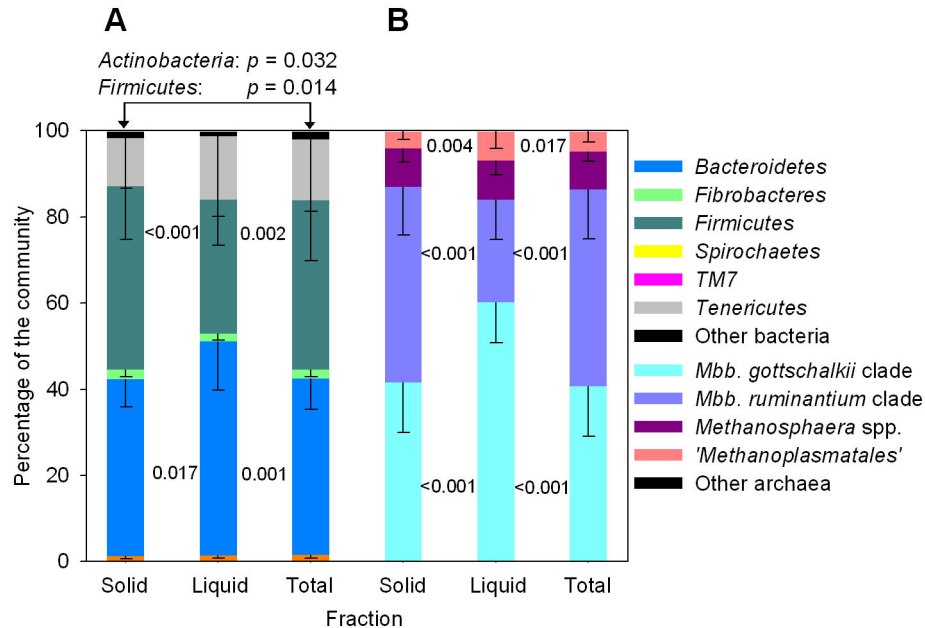 A
B
Actinobacteria: p = 0.032
Firmicutes: p = 0.014
Percentage of the community
100
80
60
40
20
0
<0.001
0.002
0.017
0.001
0.004
0.017
<0.001
<0.001
<0.001
<0.001
Solid
Liquid
Total
Solid
Liquid
Total
Fraction
Bacteroidetes
Fibrobacteres
Firmicutes
Spirochaetes
TM7
Tenericutes
Other bacteria
Mbb. gottschalkii clade
Mbb. ruminantium clade
Methanosphaera spp.
'Methanoplasmatales'
Other archaea